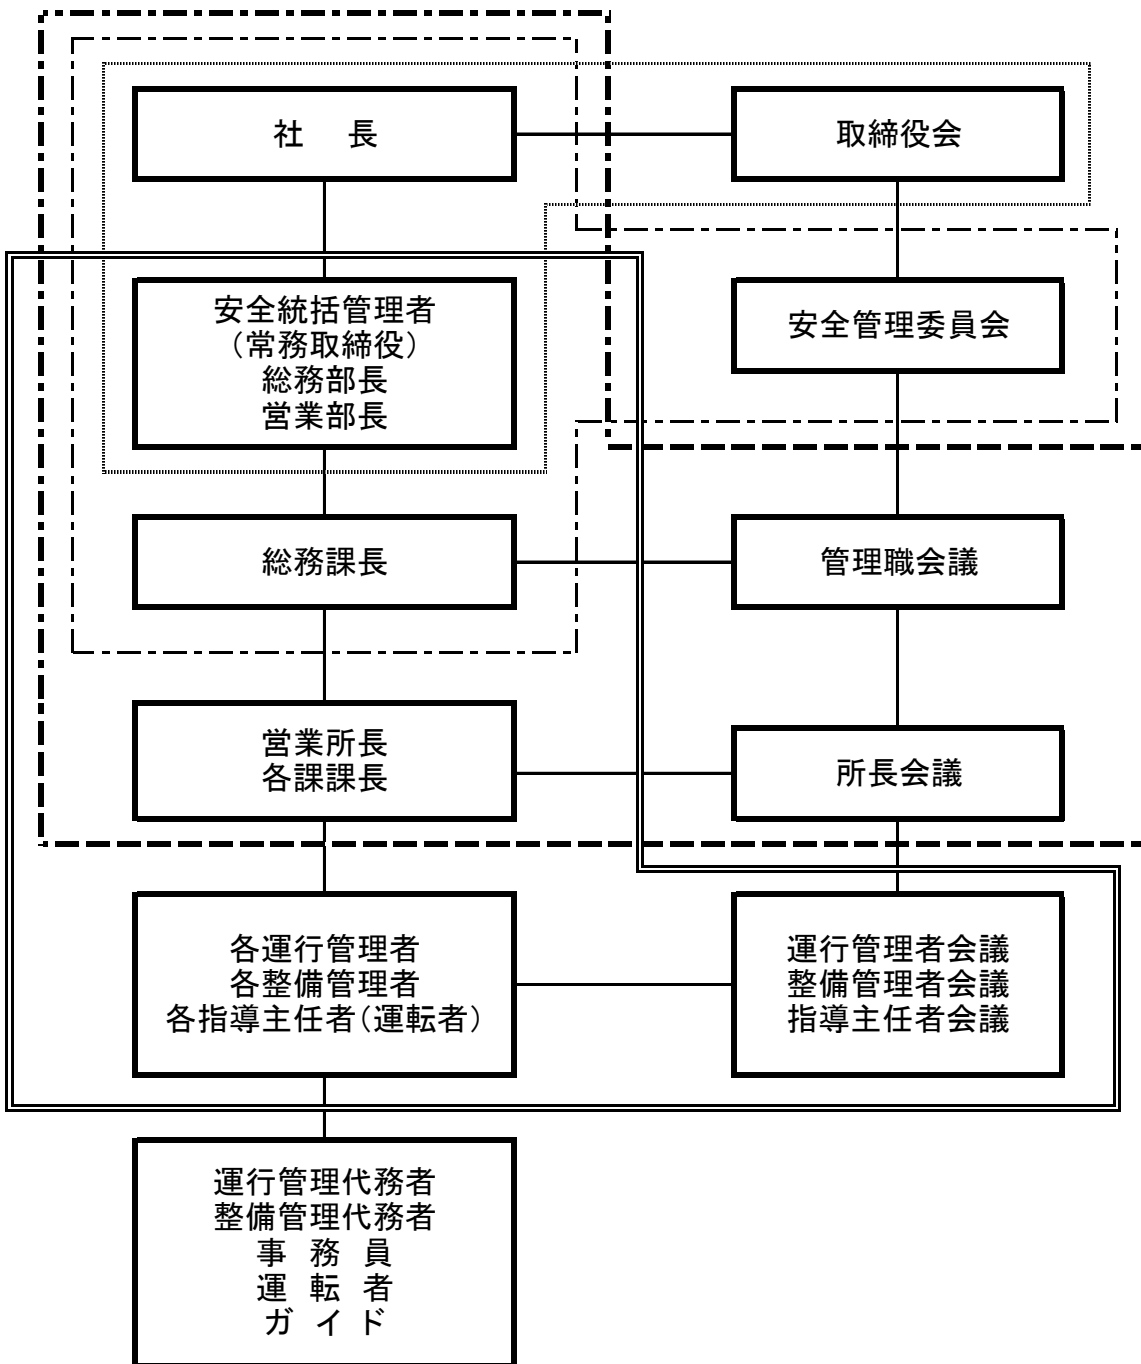 社　長
取締役会
安全統括管理者
（常務取締役）
総務部長
営業部長
安全管理委員会
総務課長
管理職会議
営業所長
各課課長
所長会議
各運行管理者
各整備管理者
各指導主任者（運転者）
運行管理者会議
整備管理者会議
指導主任者会議
運行管理代務者
整備管理代務者
事　務　員
運　転　者
ガ　イ　ド